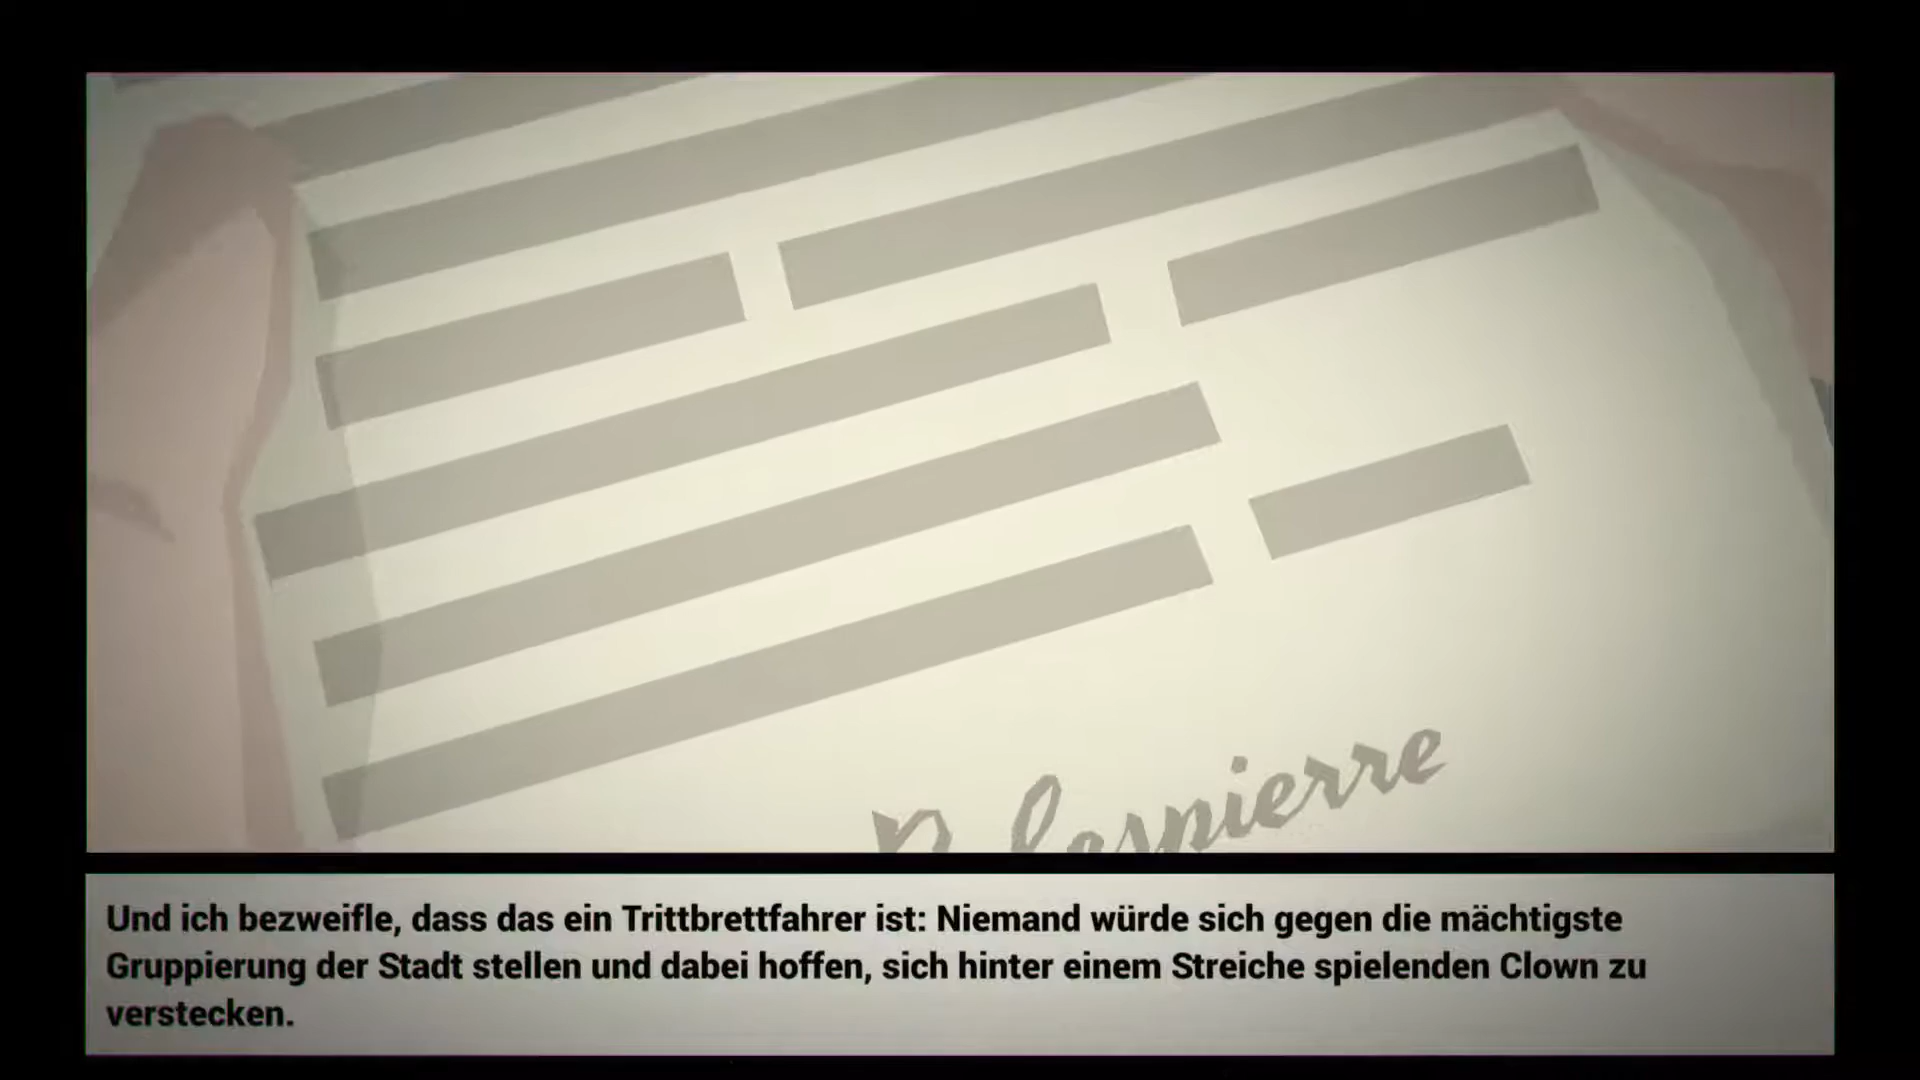 Und ich bezweifle, dass das ein Trittbrettfahrer ist: Niemand würde sich gegen die mächtigste
Gruppierung der Stadt stellen und dabei hoffen, sich hinter einem Streiche spielenden Clown zu
verstecken.